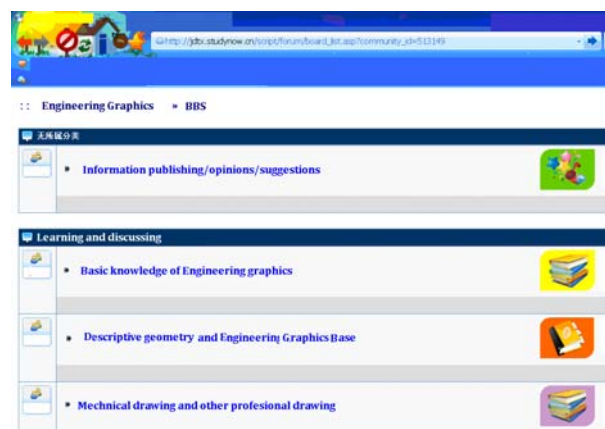 http://jdtx.studynow.cn/script/forum/board_list.asp?community_id=513149
:: Engineering Graphics » BBS
无所属分类
Information publishing/opinions/suggestions
Learning and discussing
Basic knowledge of Engineering graphics
Descriptive geometry and Engineering Graphics Base
Mechnical drawing and other profesional drawing